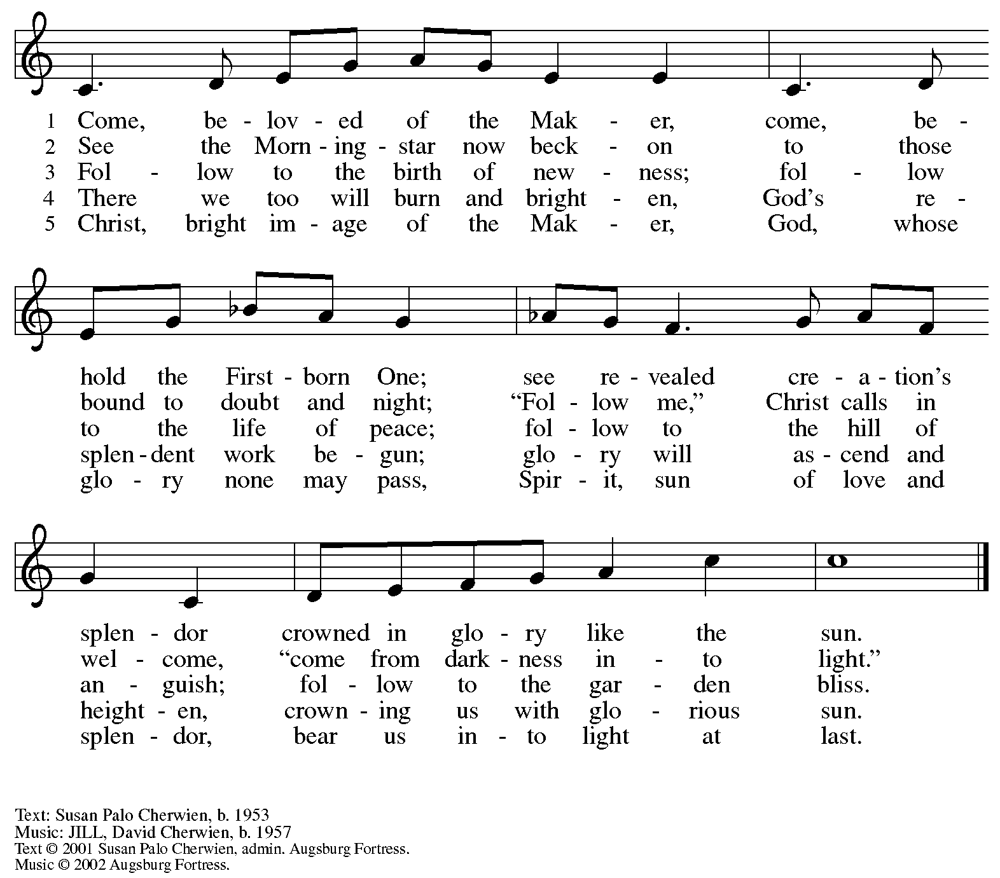 1 Come, be - lov - ed of the Mak - er, come, be -
2 See the Morn - ing - star now beck - on to those
3 Fol - low to the birth of new - ness; fol - low
4 There we too will burn and bright - en, God's re -
5 Christ, bright im - age of the Mak - er, God, whose
hold the First - born One; see re - vealed cre - a - tion's
bound to doubt and night; “Fol - low me,” Christ calls in
to the life of peace; fol - low to the hill of
splen - dent work be - gun; glo - ry will as - cend and
glo - ry none may pass, Spir - it, sun of love and
splen - dor crowned in glo - ry like the sun.
wel - come, “come from dark - ness in - to light.”
an - guish; fol - low to the gar - den bliss.
height - en, crown - ing us with glo - rious sun.
splen - dor, bear us in - to light at last.
Text: Susan Palo Cherwien, b. 1953
Music: JILL, David Cherwien, b. 1957
Text © 2001 Susan Palo Cherwien, admin. Augsburg Fortress.
Music © 2002 Augsburg Fortress.